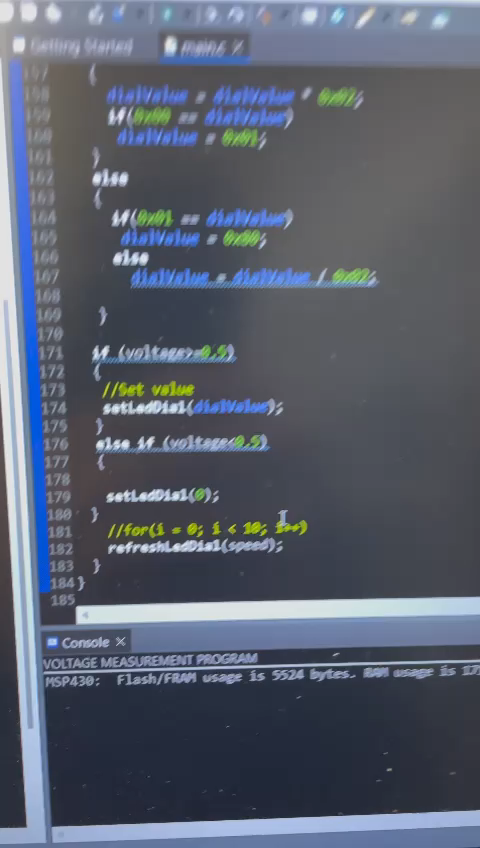 Getting Started main.c
157 {
158 dialValue = dialValue * 0x02;
159 if(0x00 == dialValue)
160 dialValue = 0x01;
161 }
162 else
163 {
164 if(0x01 == dialValue)
165 dialValue = 0x80;
166 else
167 dialValue = dialValue / 0x02;
168
169 }
170
171 if (voltage>=0.5)
172 {
173 //Set value
174 setLedDial(dialValue);
175 }
176 else if (voltage<0.5)
177 {
178
179 setLedDial(0);
180 }
181 //for(i = 0; i < 10; i++)
182 refreshLedDial(speed);
183 }
184 }
185
Console
VOLTAGE MEASUREMENT PROGRAM
MSP430: Flash/FRAM usage is 5524 bytes. RAM usage is